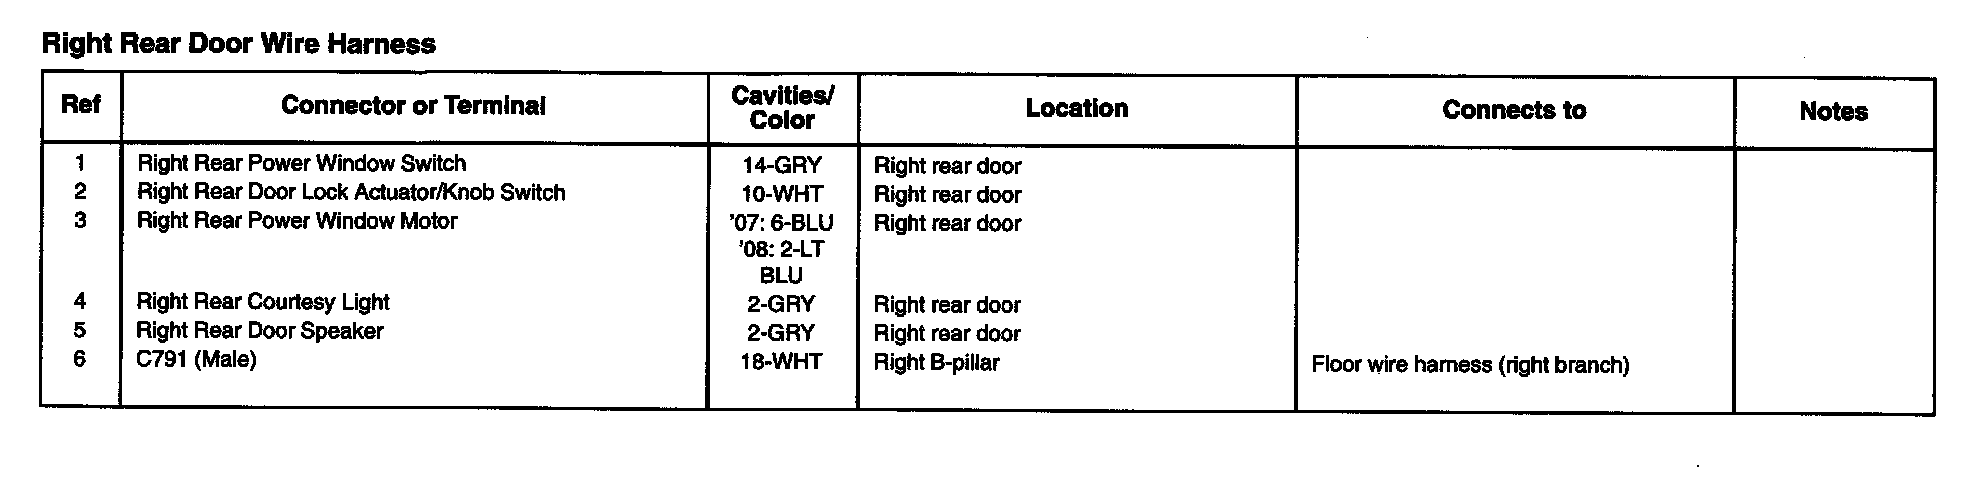 Right Rear Door Wire Harness
Ref Connector or Terminal Cavities/ Color Location Connects to Notes
1 Right Rear Power Window Switch 14-GRY Right rear door
2 Right Rear Door Lock Actuator/Knob Switch 10-WHT Right rear door
3 Right Rear Power Window Motor '07: 6-BLU Right rear door
'08: 2-LT
BLU
4 Right Rear Courtesy Light 2-GRY Right rear door
5 Right Rear Door Speaker 2-GRY Right rear door
6 C791 (Male) 18-WHT Right B-pillar Floor wire harness (right branch)